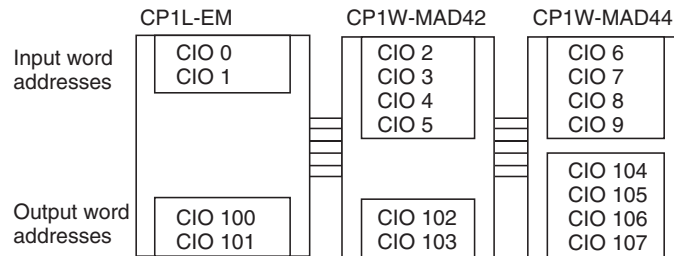 CP1L-EM
CP1W-MAD42
CP1W-MAD44
Input word
addresses
CIO 0
CIO 1
CIO 2
CIO 3
CIO 4
CIO 5
CIO 6
CIO 7
CIO 8
CIO 9
Output word
addresses
CIO 100
CIO 101
CIO 102
CIO 103
CIO 104
CIO 105
CIO 106
CIO 107